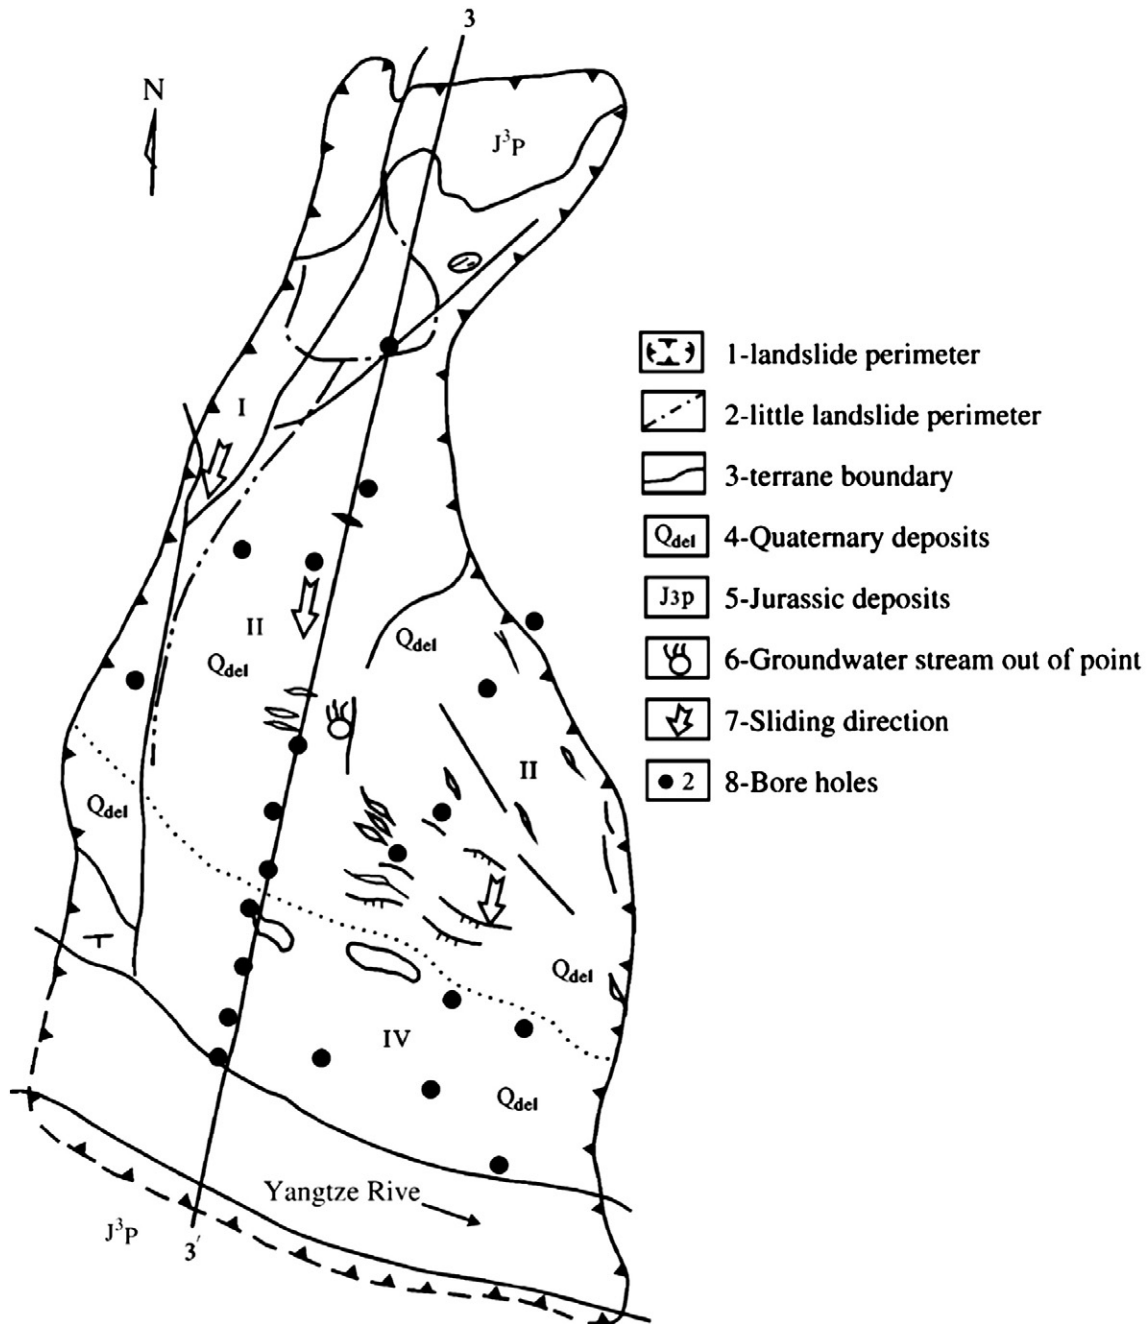 3
N
J³P
I
II
Qdel
Qdel
II
Qdel
Qdel
IV
Qdel
Yangtze Rive
J³P
3'
1-landslide perimeter
2-little landslide perimeter
3-terrane boundary
Qdel 4-Quaternary deposits
J3p 5-Jurassic deposits
6-Groundwater stream out of point
7-Sliding direction
2 8-Bore holes